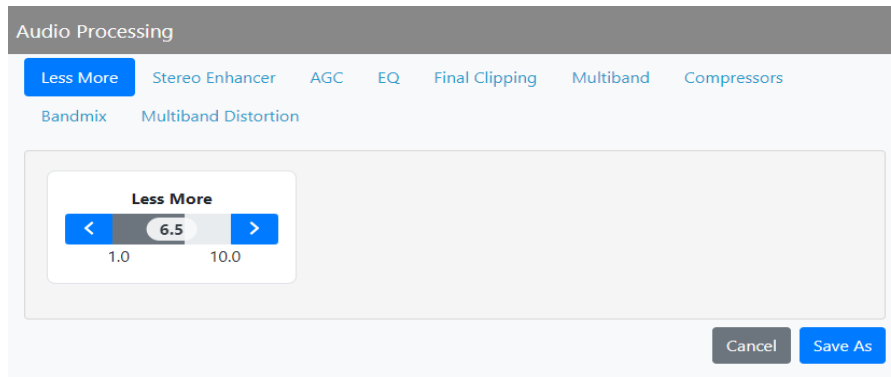 Audio Processing
Less More Stereo Enhancer AGC EQ Final Clipping Multiband Compressors
Bandmix Multiband Distortion
Less More
< 6.5 >
1.0 10.0
Cancel Save As